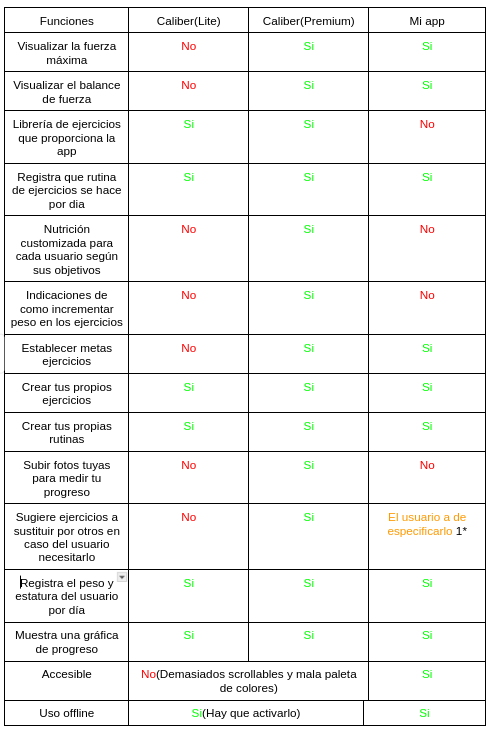 Funciones Caliber(Lite) Caliber(Premium) Mi app
Visualizar la fuerza No Si Si
máxima
Visualizar el balance No Si Si
de fuerza
Librería de ejercicios Si Si No
que proporciona la
app
Registra que rutina Si Si Si
de ejercicios se hace
por dia
Nutrición No Si No
customizada para
cada usuario según
sus objetivos
Indicaciones de No Si No
como incrementar
peso en los ejercicios
Establecer metas No Si Si
ejercicios
Crear tus propios Si Si Si
ejercicios
Crear tus propias Si Si Si
rutinas
Subir fotos tuyas No Si No
para medir tu
progreso
Sugiere ejercicios a No Si El usuario a de
sustituir por otros en especificarlo 1*
caso del usuario
necesitarlo
Registra el peso y Si Si Si
estatura del usuario
por día
Muestra una gráfica Si Si Si
de progreso
Accesible No(Demasiados scrollables y mala paleta Si
de colores)
Uso offline Si(Hay que activarlo) Si